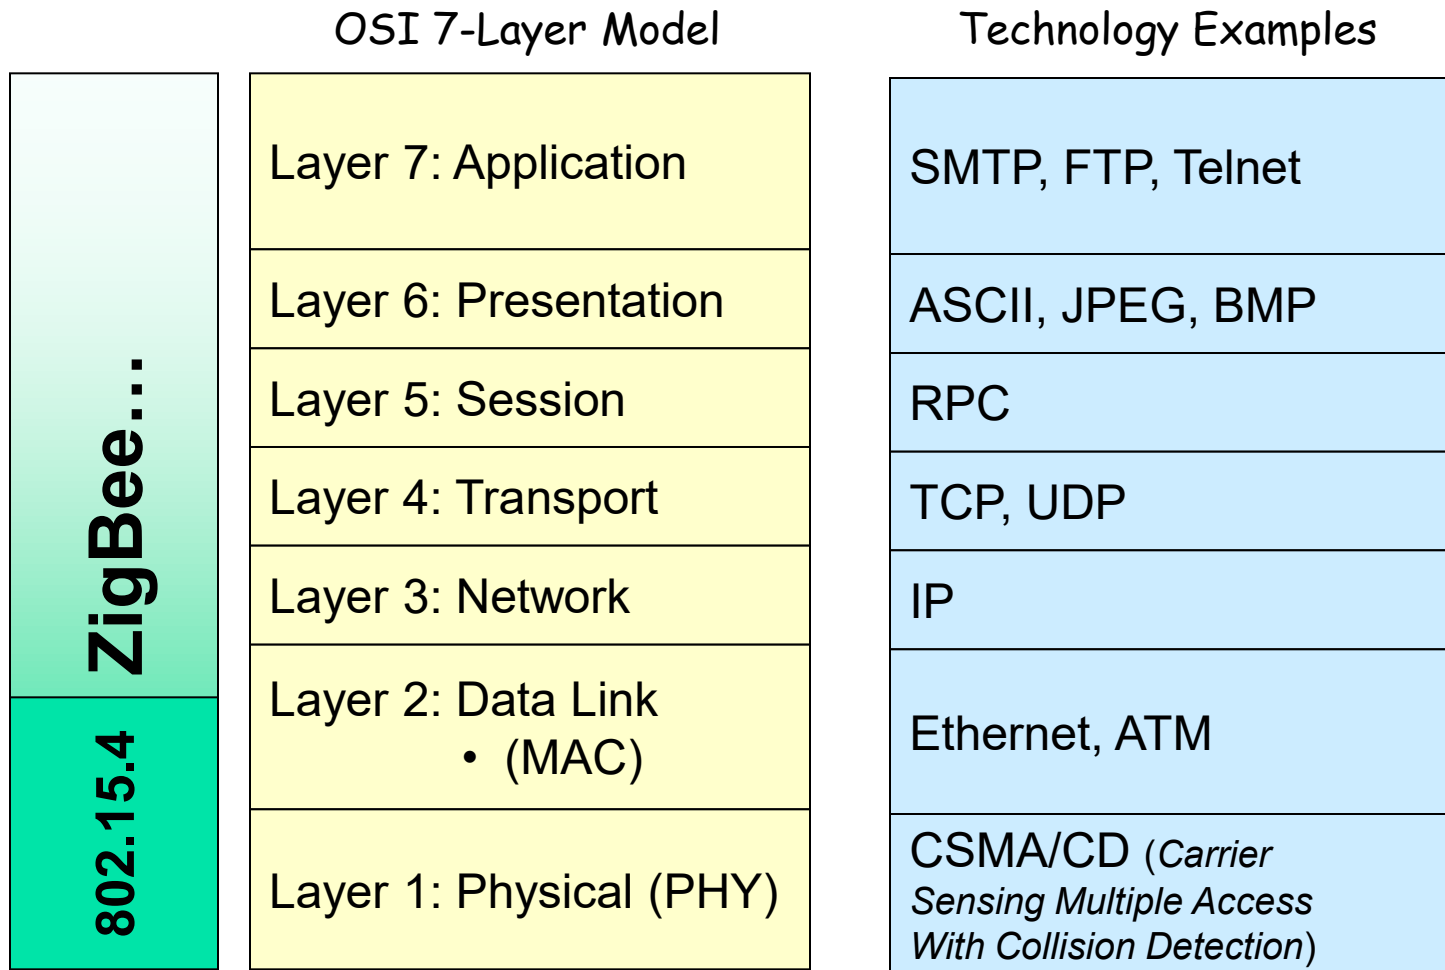 OSI 7-Layer Model
Technology Examples
ZigBee...
802.15.4
Layer 7: Application
SMTP, FTP, Telnet
Layer 6: Presentation
ASCII, JPEG, BMP
Layer 5: Session
RPC
Layer 4: Transport
TCP, UDP
Layer 3: Network
IP
Layer 2: Data Link
• (MAC)
Ethernet, ATM
Layer 1: Physical (PHY)
CSMA/CD (Carrier
Sensing Multiple Access
With Collision Detection)